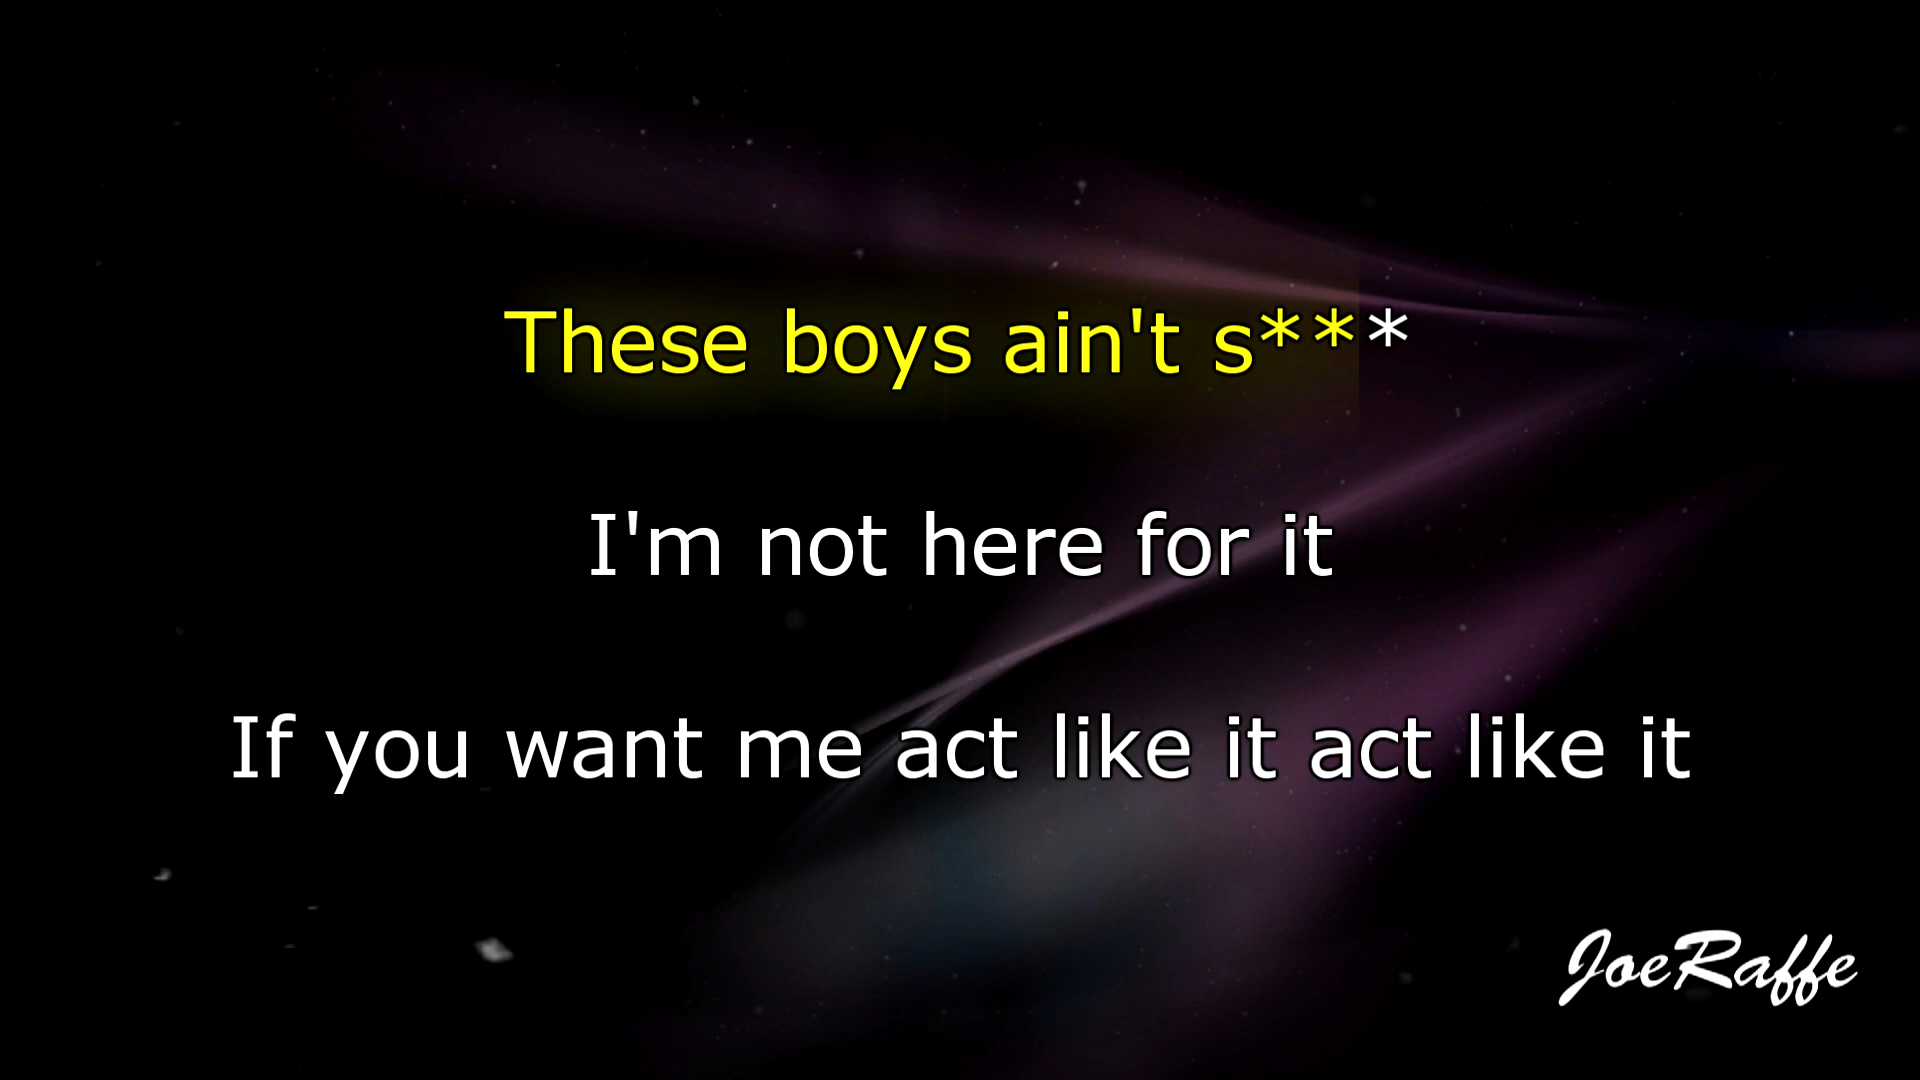 These boys ain't s***
I'm not here for it
If you want me act like it act like it
JoeRaffe